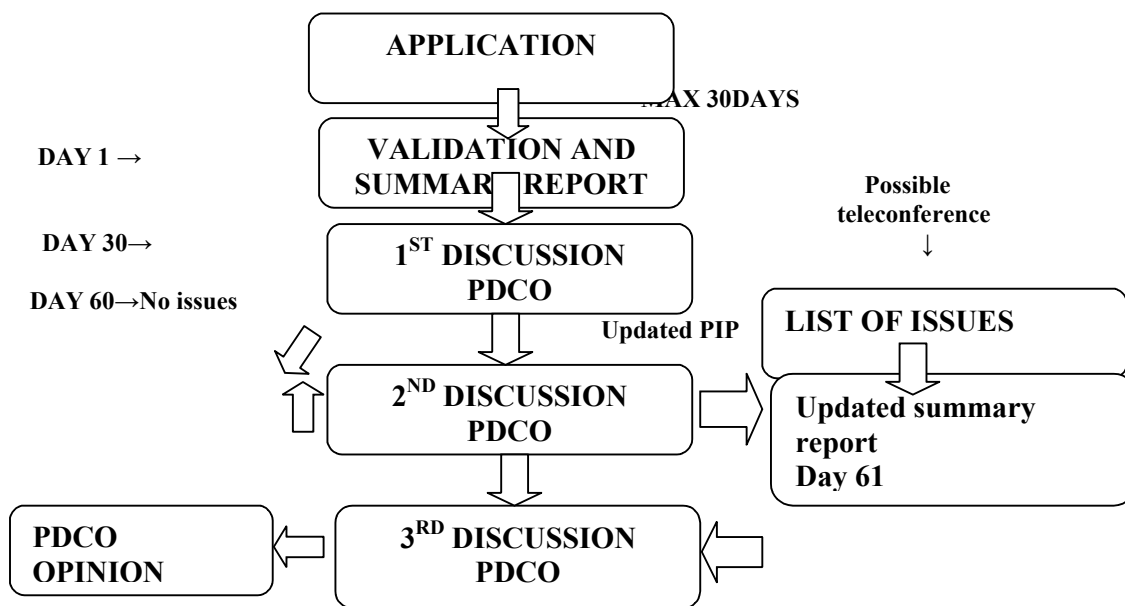 APPLICATION
MAX 30DAYS
DAY 1 →
VALIDATION AND
SUMMARY REPORT
Possible
teleconference
↓
DAY 30→
1ST DISCUSSION
PDCO
DAY 60→No issues
Updated PIP
LIST OF ISSUES
2ND DISCUSSION
PDCO
Updated summary
report
Day 61
3RD DISCUSSION
PDCO
PDCO
OPINION